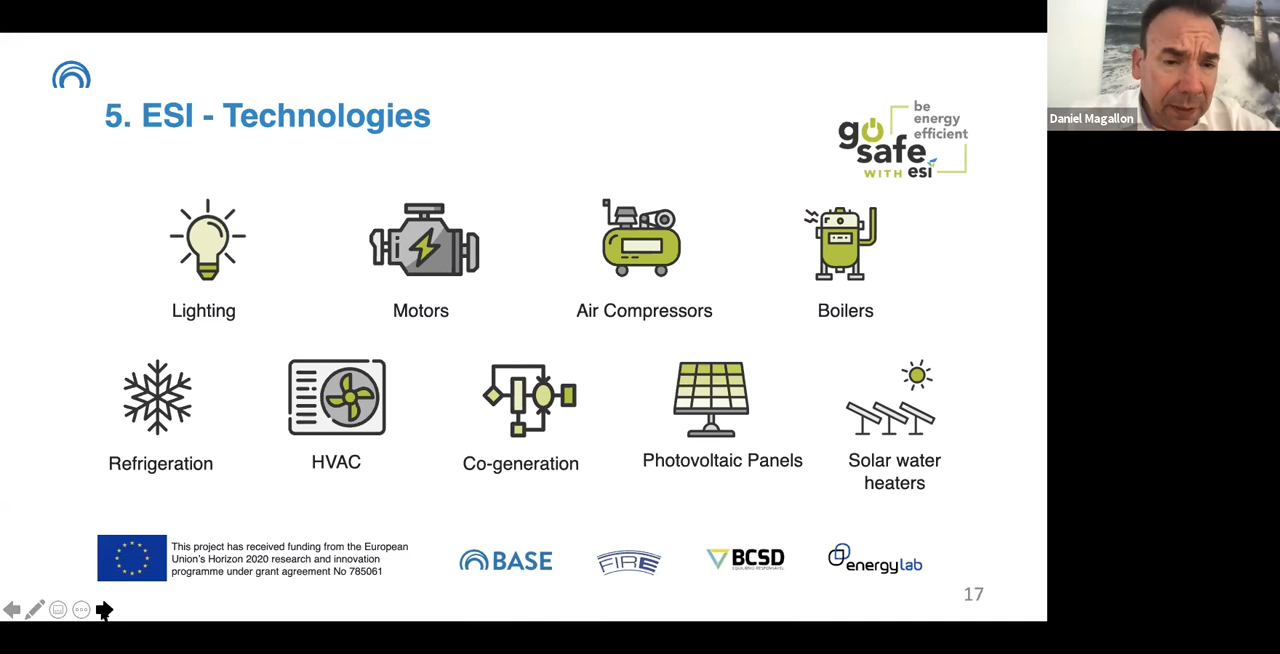 5. ESI - Technologies
go
safe
WITH esi
be
energy
efficient
Daniel Magallon
Lighting
Motors
Air Compressors
Boilers
Refrigeration
HVAC
Co-generation
Photovoltaic Panels
Solar water
heaters
This project has received funding from the European
Union's Horizon 2020 research and innovation
programme under grant agreement No 785061
BASE
FIRE
BCSD
energylab
17